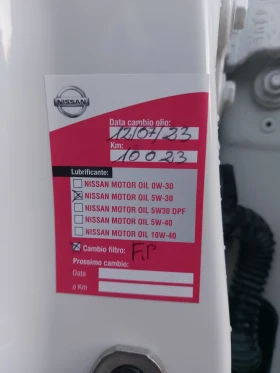 NISSAN
Data cambio olio:
12/07/23
Km:
10023
Lubrificante:
NISSAN MOTOR OIL 0W-30
NISSAN MOTOR OIL 5W-30
NISSAN MOTOR OIL 5W30 DPF
NISSAN MOTOR OIL 5W-40
NISSAN MOTOR OIL 10W-40
Cambio filtro: F.P
Prossimo cambio:
Data
o Km